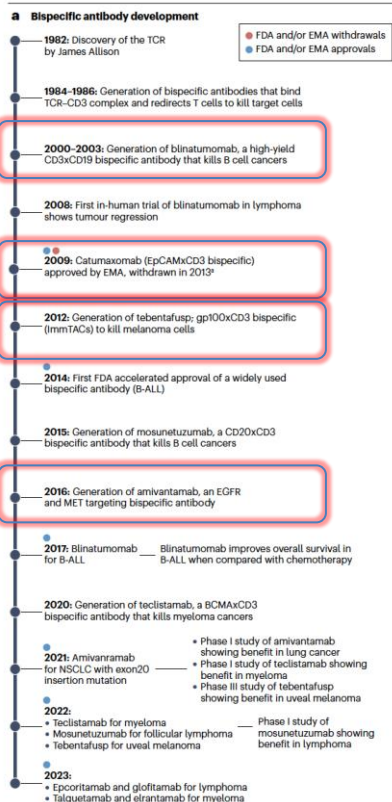 a Bispecific antibody development
FDA and/or EMA withdrawals
FDA and/or EMA approvals
1982: Discovery of the TCR
by James Allison
1984–1986: Generation of bispecific antibodies that bind
TCR–CD3 complex and redirects T cells to kill target cells
2000–2003: Generation of blinatumomab, a high-yield
CD3xCD19 bispecific antibody that kills B cell cancers
2008: First in-human trial of blinatumomab in lymphoma
shows tumour regression
2009: Catumaxomab (EpCAMxCD3 bispecific)
approved by EMA, withdrawn in 2013ª
2012: Generation of tebentafusp; gp100xCD3 bispecific
(ImmTACs) to kill melanoma cells
2014: First FDA accelerated approval of a widely used
bispecific antibody (B-ALL)
2015: Generation of mosunetuzumab, a CD20xCD3
bispecific antibody that kills B cell cancers
2016: Generation of amivantamab, an EGFR
and MET targeting bispecific antibody
2017: Blinatumomab
for B-ALL
Blinatumomab improves overall survival in
B-ALL when compared with chemotherapy
2020: Generation of teclistamab, a BCMAxCD3
bispecific antibody that kills myeloma cancers
2021: Amivanramab
for NSCLC with exon20
insertion mutation
• Phase I study of amivantamab
showing benefit in lung cancer
• Phase I study of teclistamab showing
benefit in myeloma
• Phase III study of tebentafusp
showing benefit in uveal melanoma
2022:
• Teclistamab for myeloma
• Mosunetuzumab for follicular lymphoma
• Tebentafusp for uveal melanoma
Phase I study of
mosunetuzumab showing
benefit in lymphoma
2023:
• Epcoritamab and glofitamab for lymphoma
• Talquetamab and elrantamab for myeloma